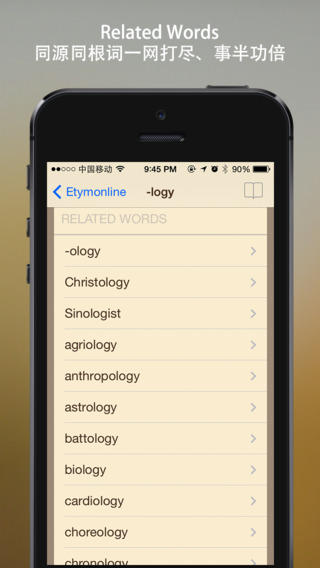 Related Words
同源同根词一网打尽、事半功倍
中国移动 9:45 PM 90%
Etymonline -logy
RELATED WORDS
-ology
Christology
Sinologist
agriology
anthropology
astrology
battology
biology
cardiology
choreology
chronology